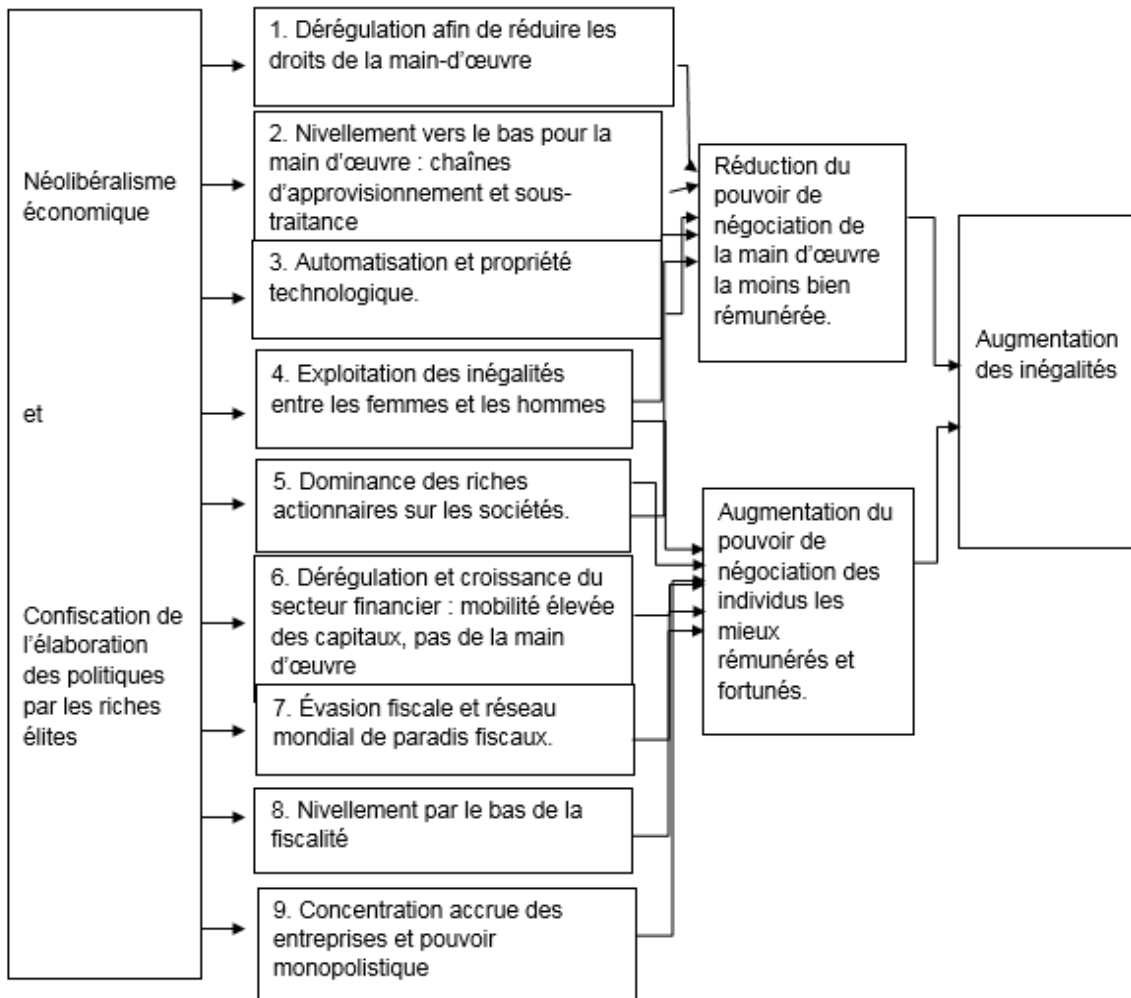 Néolibéralisme
économique
et
Confiscation de
l'élaboration
des politiques
par les riches
élites
1. Dérégulation afin de réduire les
droits de la main-d'œuvre
2. Nivellement vers le bas pour la
main d'œuvre : chaînes
d'approvisionnement et sous-
traitance
3. Automatisation et propriété
technologique.
4. Exploitation des inégalités
entre les femmes et les hommes
5. Dominance des riches
actionnaires sur les sociétés.
6. Dérégulation et croissance du
secteur financier : mobilité élevée
des capitaux, pas de la main
d'œuvre
7. Évasion fiscale et réseau
mondial de paradis fiscaux.
8. Nivellement par le bas de la
fiscalité
9. Concentration accrue des
entreprises et pouvoir
monopolistique
Réduction du
pouvoir de
négociation de
la main d'œuvre
la moins bien
rémunérée.
Augmentation du
pouvoir de
négociation des
individus les
mieux
rémunérés et
fortunés.
Augmentation
des inégalités